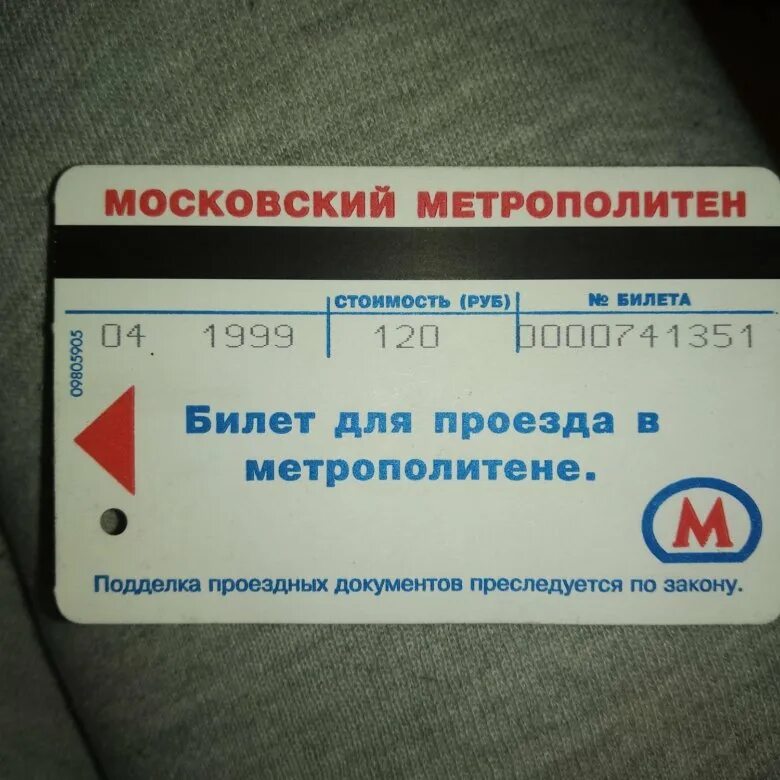 МОСКОВСКИЙ МЕТРОПОЛИТЕН
СТОИМОСТЬ (РУБ) № БИЛЕТА
04 1999 120 0000741351
09805905
Билет для проезда в
метрополитене.
М
Подделка проездных документов преследуется по закону.